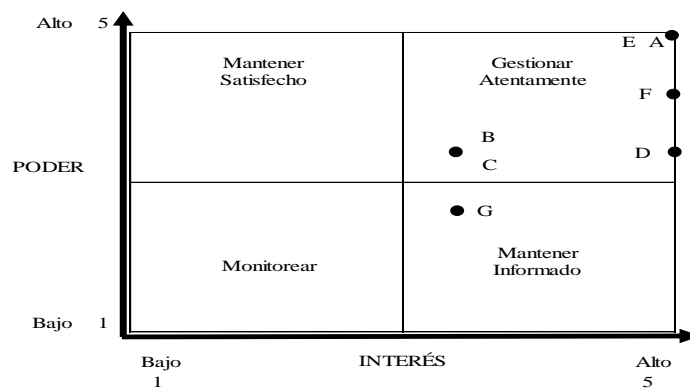 Alto 5
E A
Mantener
Satisfecho
Gestionar
Atentamente
F
B
D
PODER
C
G
Monitorear
Mantener
Informado
Bajo 1
Bajo
1
INTERÉS
Alto
5